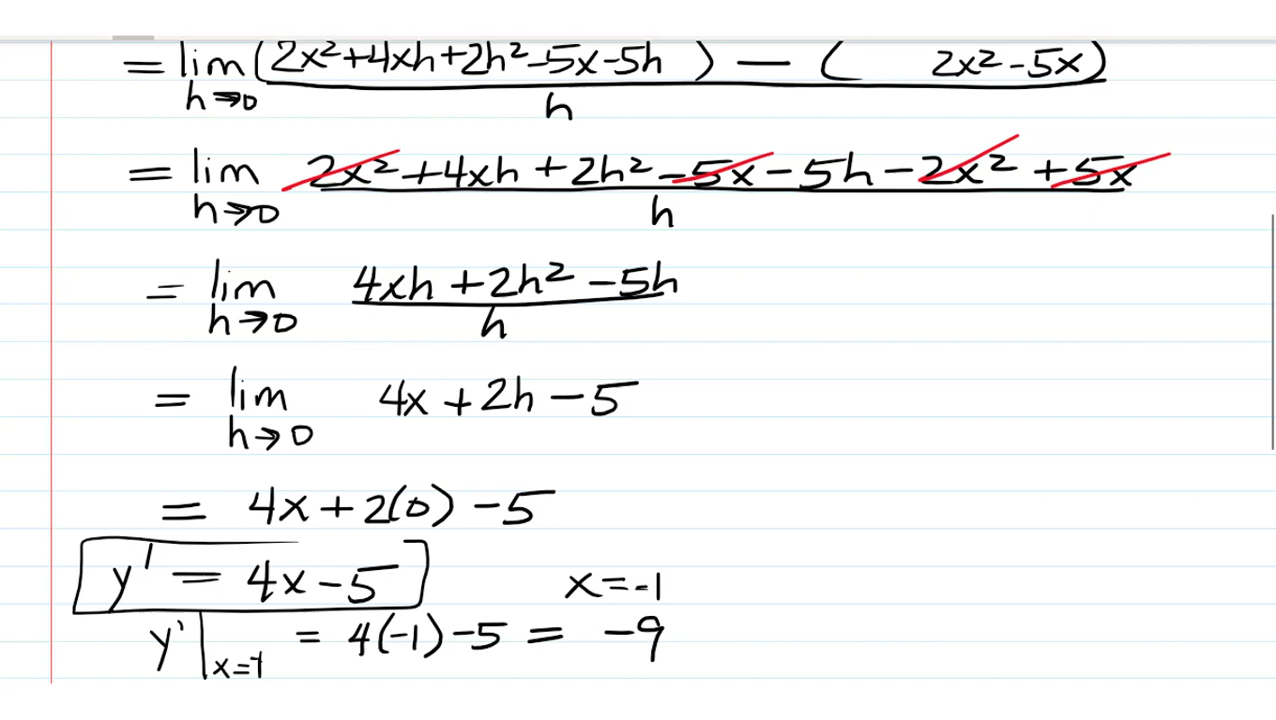 = lim (2x²+4xh+2h²-5x-5h ) - ( 2x²-5x)
h→0 h
= lim 2x²+4xh+2h²-5x-5h-2x²+5x
h→0 h
= lim 4xh+2h²-5h
h→0 h
= lim 4x+2h-5
h→0
= 4x+2(0)-5
y' = 4x-5 x=-1
y'|x=-1 = 4(-1)-5 = -9